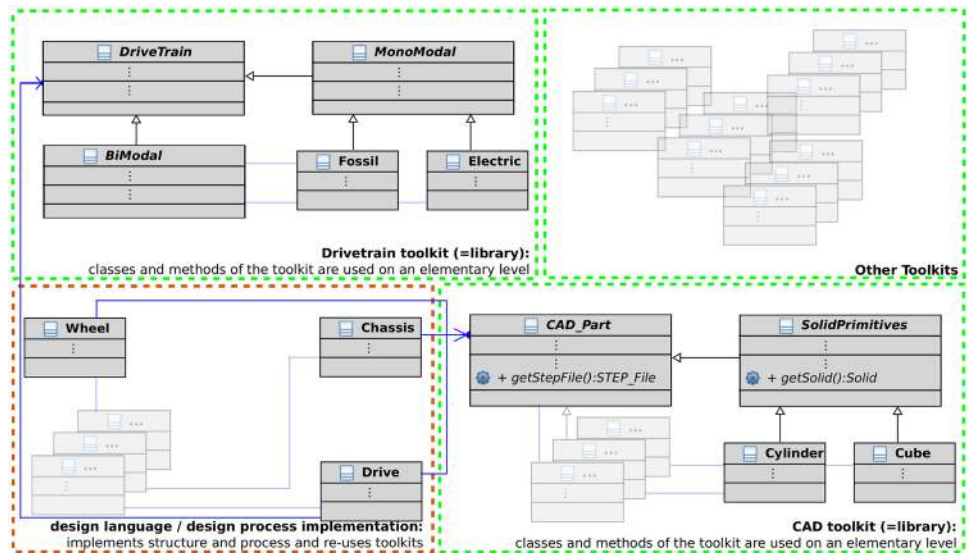 DriveTrain
⋮
⋮
MonoModal
⋮
⋮
BiModal
⋮
⋮
Fossil
⋮
Electric
⋮
Drivetrain toolkit (=library):
classes and methods of the toolkit are used on an elementary level
...
...
...
⋮
...
...
...
...
...
...
⋮
...
...
...
⋮
Other Toolkits
Wheel
⋮
Chassis
⋮
...
...
...
⋮
Drive
⋮
design language / design process implementation:
implements structure and process and re-uses toolkits
CAD_Part
⋮
⋮
+ getStepFile():STEP_File
SolidPrimitives
⋮
⋮
+ getSolid():Solid
...
...
...
⋮
Cylinder
⋮
Cube
⋮
CAD toolkit (=library):
classes and methods of the toolkit are used on an elementary level